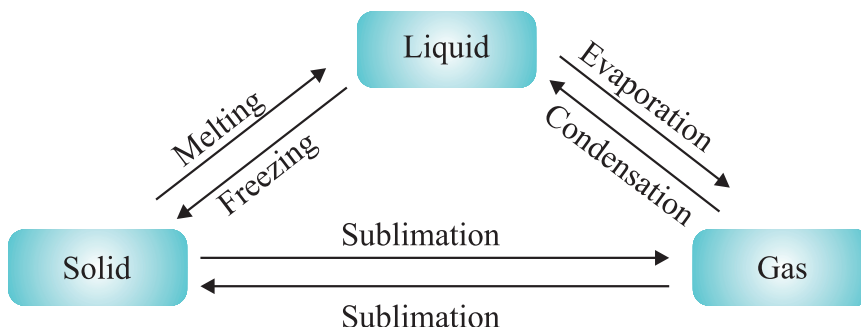 Liquid
Melting
Freezing
Evaporation
Condensation
Solid
Sublimation
Gas
Sublimation